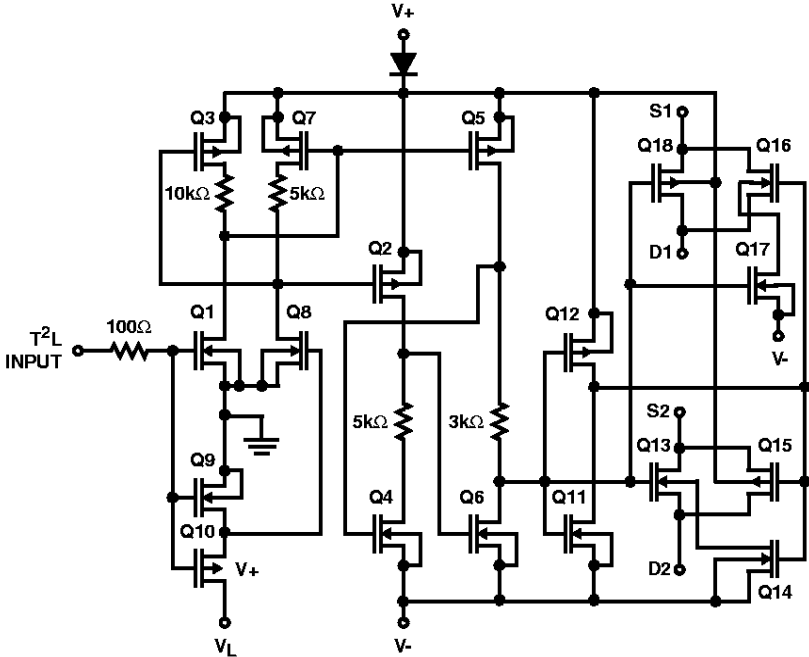 V+
Q3
Q7
Q5
S1
Q18
Q16
10kΩ
5kΩ
Q2
D1
Q17
Q1
Q8
Q12
T²L
INPUT
100Ω
V-
S2
5kΩ
3kΩ
Q13
Q15
Q9
Q4
Q6
Q11
Q10
V+
D2
Q14
VL
V-